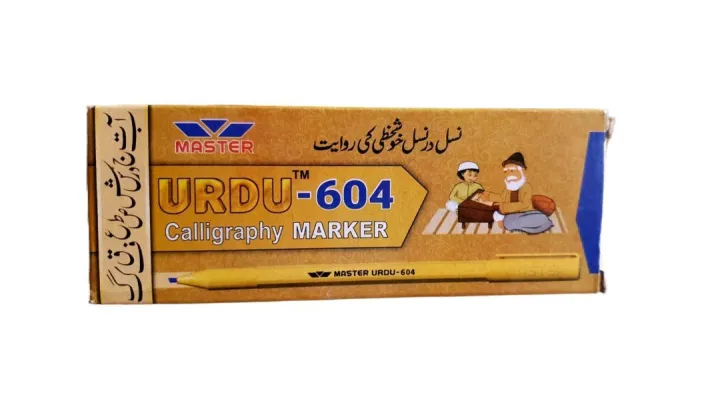 MASTER
نسل در نسل خوشخطی کی روایت
URDU™-604
Calligraphy MARKER
MASTER URDU-604